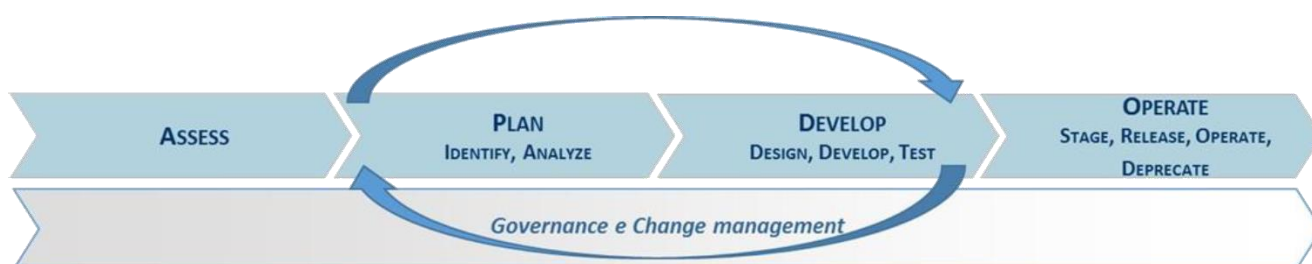 ASSESS
PLAN
IDENTIFY, ANALYZE
DEVELOP
DESIGN, DEVELOP, TEST
OPERATE
STAGE, RELEASE, OPERATE,
DEPRECATE
Governance e Change management